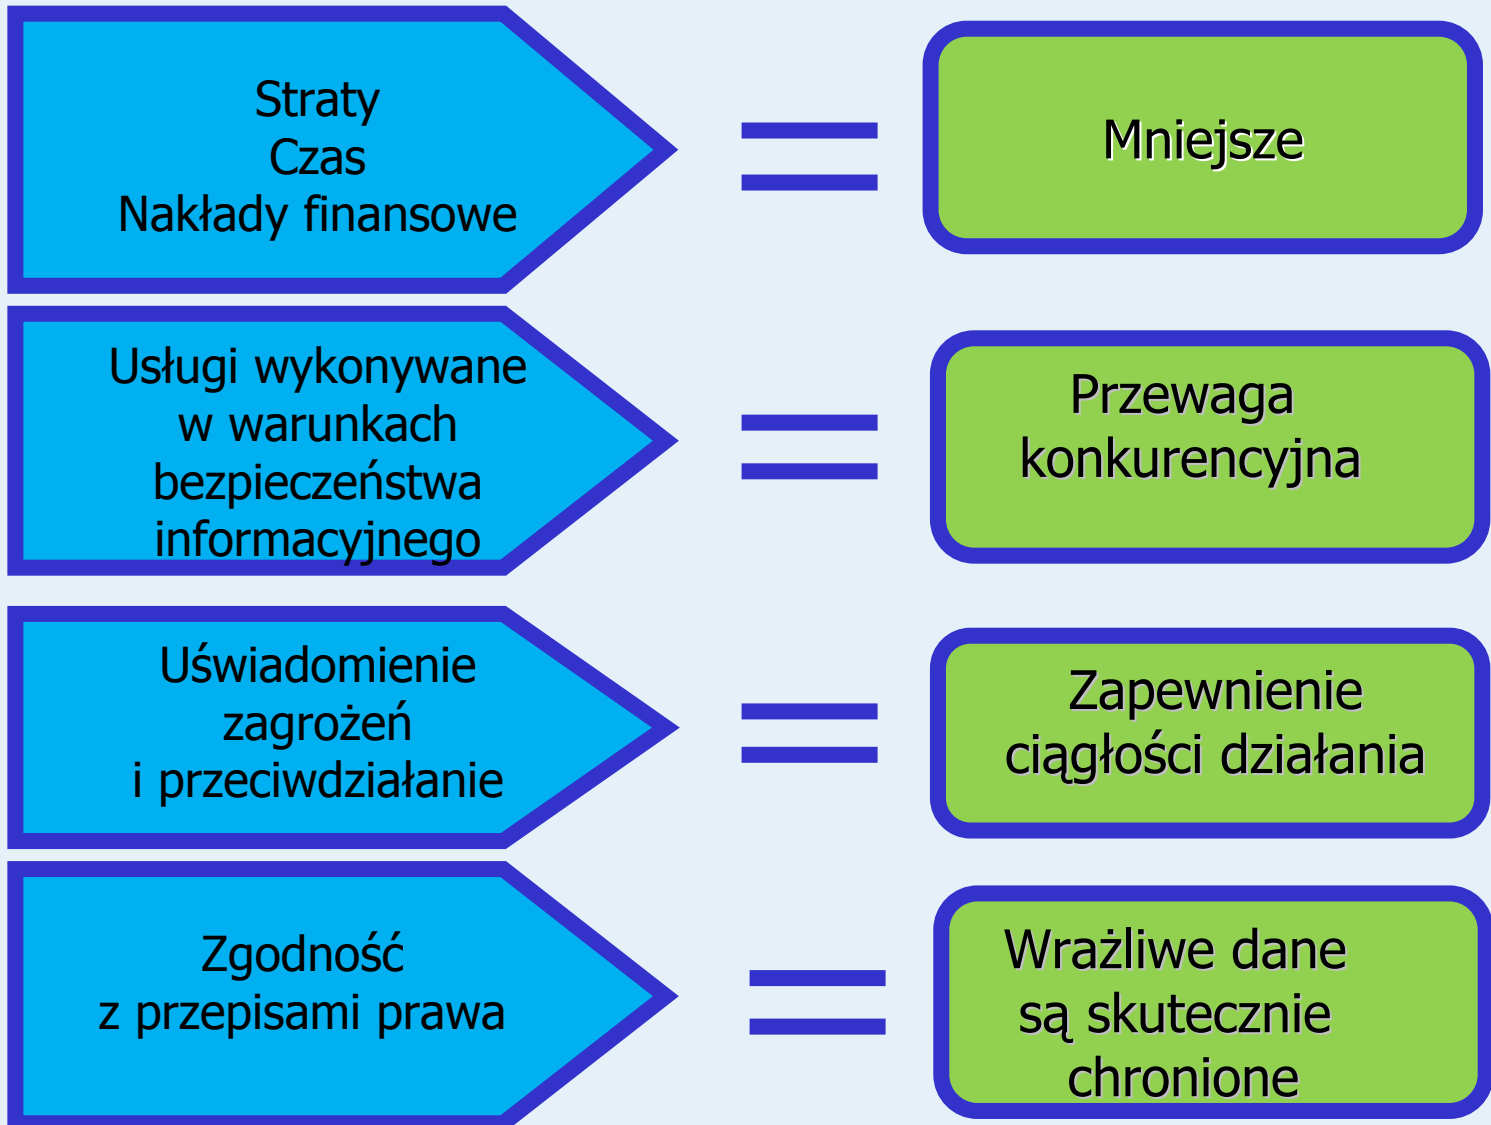 Straty
Czas
Nakłady finansowe
Mniejsze
Usługi wykonywane
w warunkach
bezpieczeństwa
informacyjnego
Przewaga
konkurencyjna
Uświadomienie
zagrożeń
i przeciwdziałanie
Zapewnienie
ciągłości działania
Zgodność
z przepisami prawa
Wrażliwe dane
są skutecznie
chronione